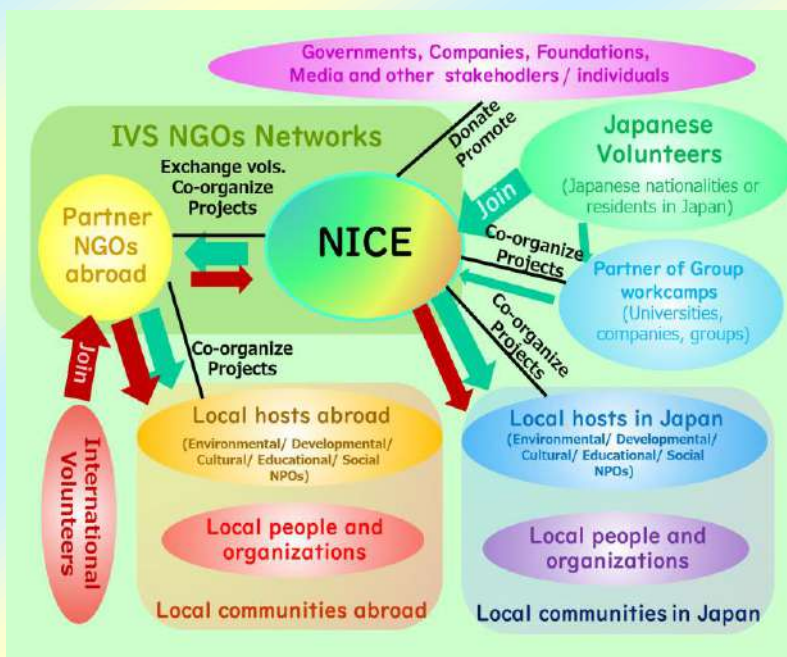 Governments, Companies, Foundations,
Media and other stakehodlers / individuals
IVS NGOs Networks
Donate
Promote
Exchange vols.
Co-organize
Projects
Japanese
Volunteers
(Japanese nationalities or
residents in Japan)
Join
Partner
NGOs
abroad
NICE
Co-organize
Projects
Partner of Group
workcamps
(Universities,
companies, groups)
Co-organize
Projects
Co-organize
Projects
Join
International
Volunteers
Local hosts abroad
(Environmental/ Developmental/
Cultural/ Educational/ Social
NPOs)
Local people and
organizations
Local communities abroad
Local hosts in Japan
(Environmental/ Developmental/
Cultural/ Educational/ Social
NPOs)
Local people and
organizations
Local communities in Japan